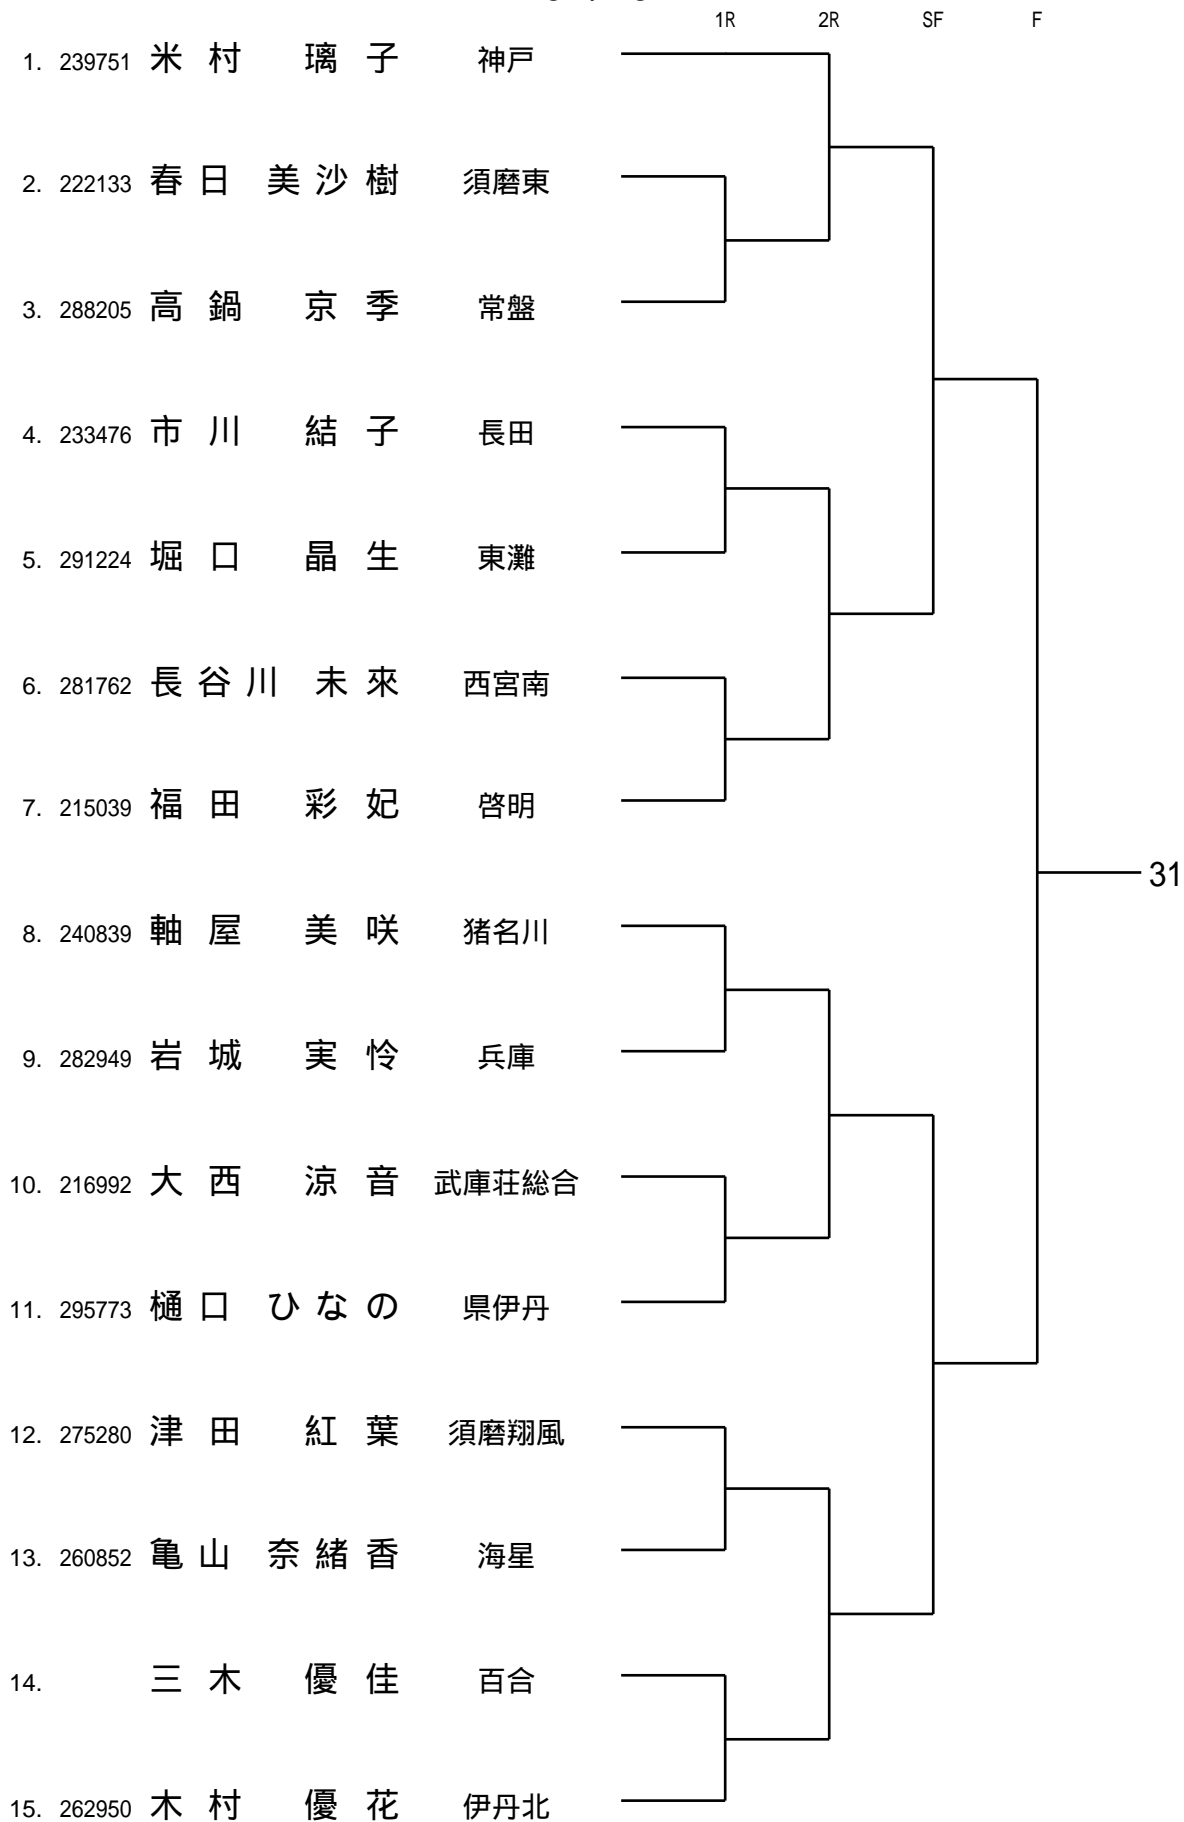 1R 2R SF F
1. 239751 米村 璃子 神戸
2. 222133 春日 美沙樹 須磨東
3. 288205 高鍋 京季 常盤
4. 233476 市川 結子 長田
5. 291224 堀口 晶生 東灘
6. 281762 長谷川 未來 西宮南
7. 215039 福田 彩妃 啓明
31
8. 240839 軸屋 美咲 猪名川
9. 282949 岩城 実怜 兵庫
10. 216992 大西 涼音 武庫荘総合
11. 295773 樋口 ひなの 県伊丹
12. 275280 津田 紅葉 須磨翔風
13. 260852 亀山 奈緒香 海星
14. 三木 優佳 百合
15. 262950 木村 優花 伊丹北